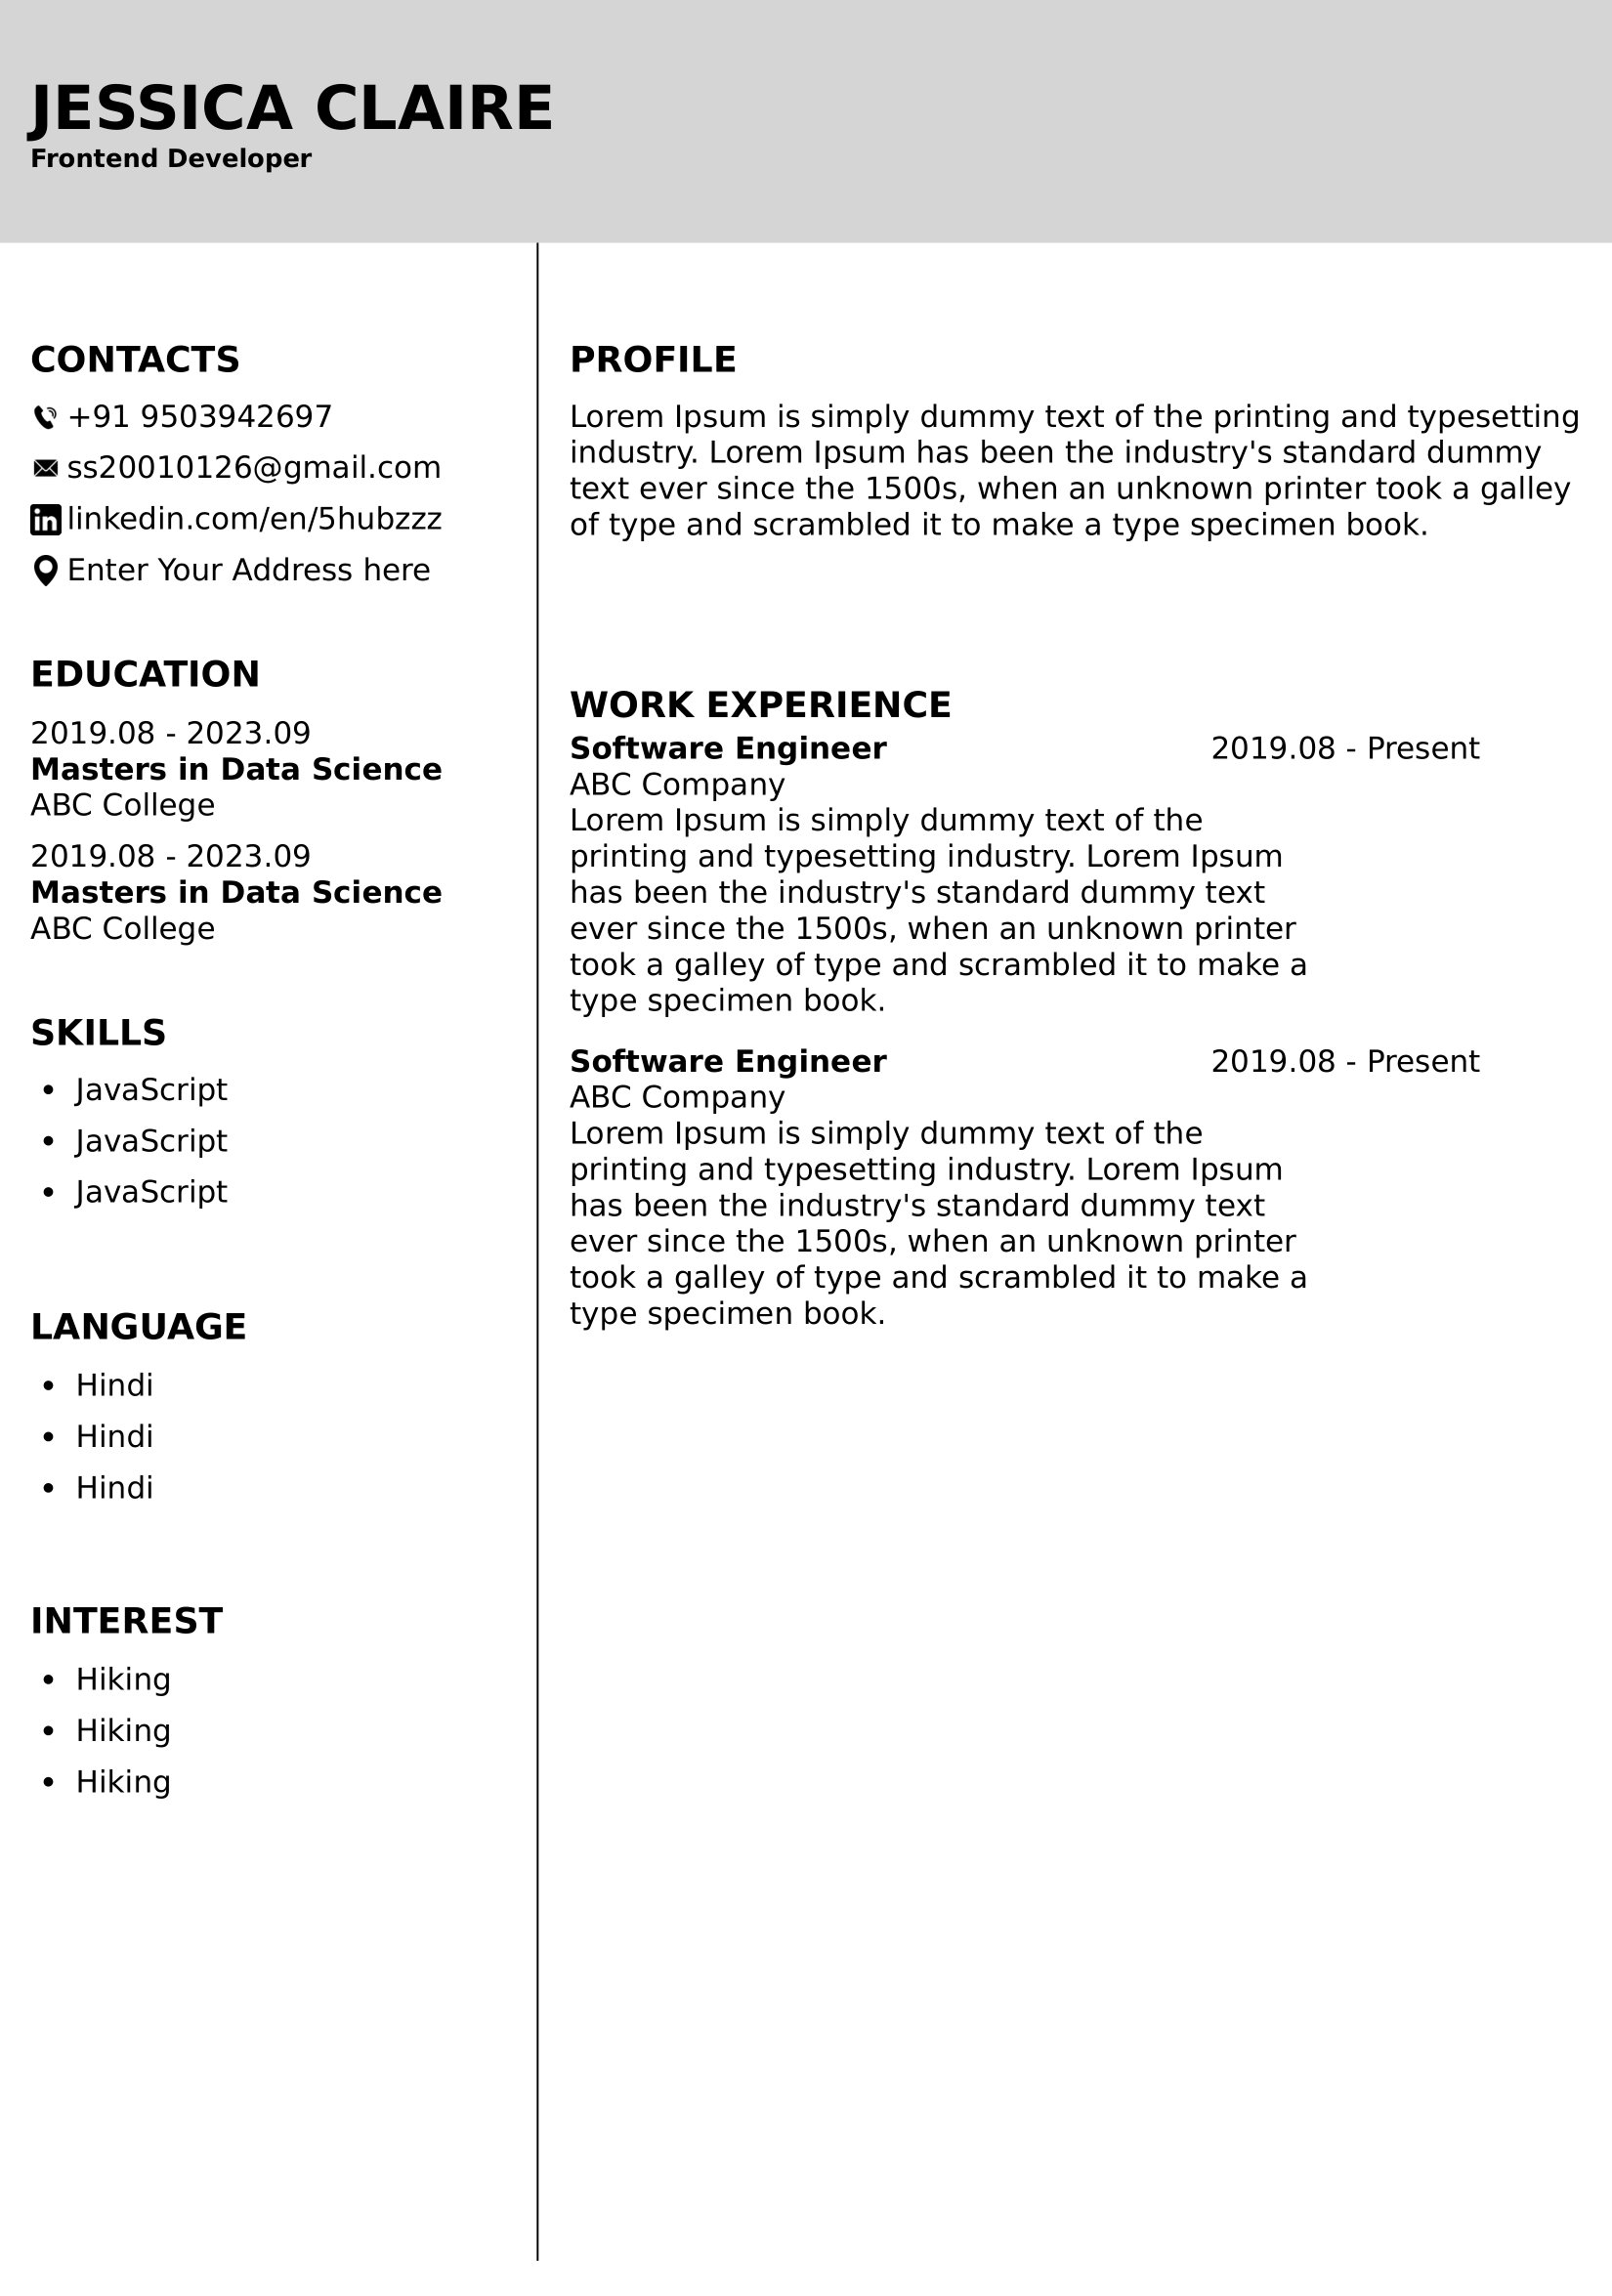 JESSICA CLAIRE
Frontend Developer
CONTACTS
+91 9503942697
ss20010126@gmail.com
linkedin.com/en/5hubzzz
Enter Your Address here
EDUCATION
2019.08 - 2023.09
Masters in Data Science
ABC College
2019.08 - 2023.09
Masters in Data Science
ABC College
SKILLS
• JavaScript
• JavaScript
• JavaScript
LANGUAGE
• Hindi
• Hindi
• Hindi
INTEREST
• Hiking
• Hiking
• Hiking
PROFILE
Lorem Ipsum is simply dummy text of the printing and typesetting
industry. Lorem Ipsum has been the industry's standard dummy
text ever since the 1500s, when an unknown printer took a galley
of type and scrambled it to make a type specimen book.
WORK EXPERIENCE
Software Engineer 2019.08 - Present
ABC Company
Lorem Ipsum is simply dummy text of the
printing and typesetting industry. Lorem Ipsum
has been the industry's standard dummy text
ever since the 1500s, when an unknown printer
took a galley of type and scrambled it to make a
type specimen book.
Software Engineer 2019.08 - Present
ABC Company
Lorem Ipsum is simply dummy text of the
printing and typesetting industry. Lorem Ipsum
has been the industry's standard dummy text
ever since the 1500s, when an unknown printer
took a galley of type and scrambled it to make a
type specimen book.